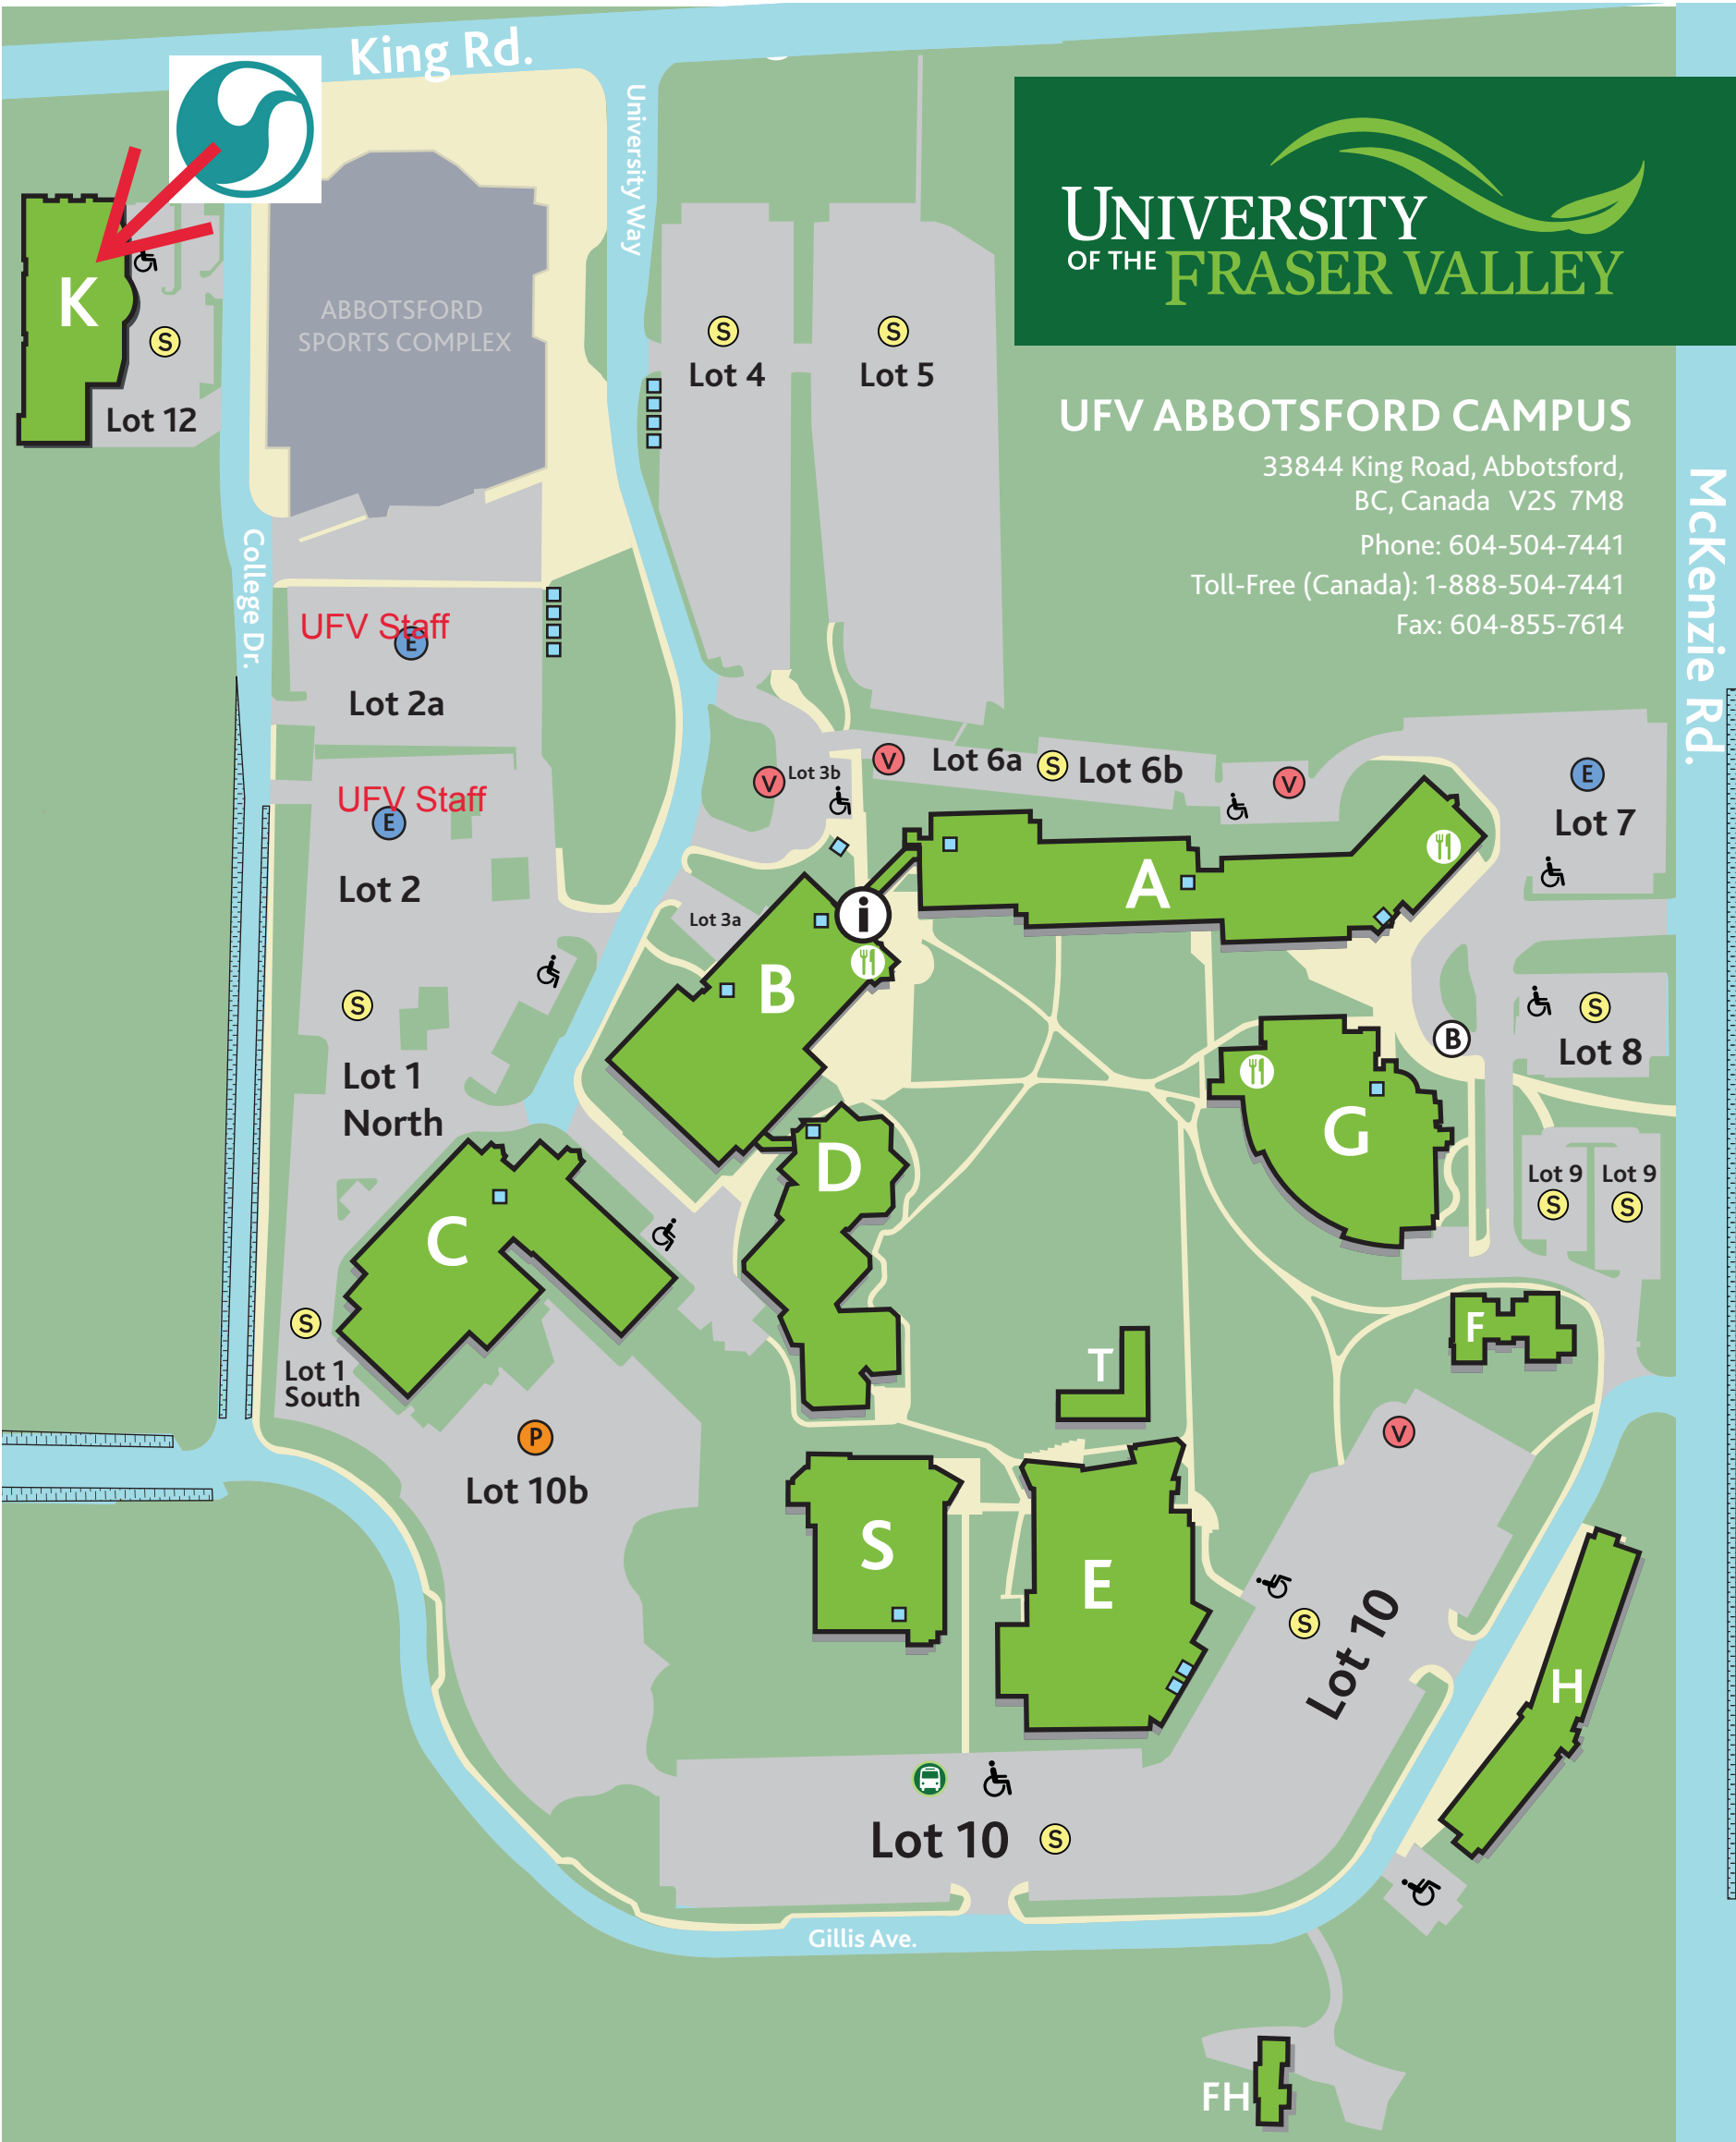 King Rd.
University Way
UNIVERSITY
OF THE FRASER VALLEY
K
ABBOTSFORD
SPORTS COMPLEX
S
S
S
Lot 4
Lot 5
Lot 12
UFV ABBOTSFORD CAMPUS
33844 King Road, Abbotsford,
BC, Canada V2S 7M8
Phone: 604-504-7441
Toll-Free (Canada): 1-888-504-7441
Fax: 604-855-7614
McKenzie Rd.
College Dr.
UFV Staff
E
Lot 2a
V
Lot 3b
V
Lot 6a
S
Lot 6b
V
E
Lot 7
UFV Staff
E
Lot 2
Lot 3a
i
A
B
S
Lot 1
North
B
S
Lot 8
G
D
Lot 9
Lot 9
S
S
C
S
Lot 1
South
T
F
P
Lot 10b
V
S
E
S
Lot 10
H
Lot 10
S
Gillis Ave.
FH